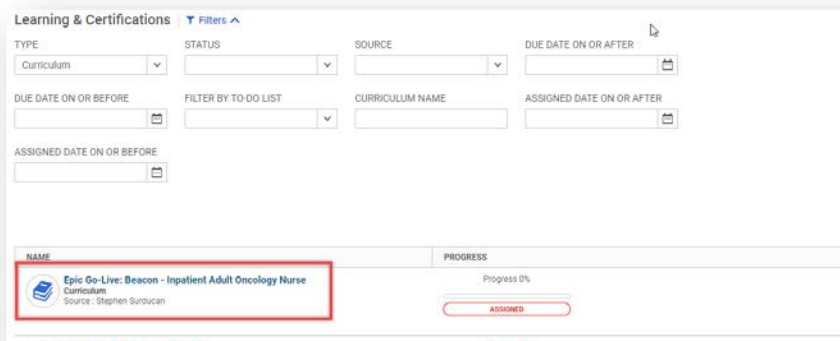 Learning & Certifications Filters
TYPE STATUS SOURCE DUE DATE ON OR AFTER
Curriculum
DUE DATE ON OR BEFORE FILTER BY TO-DO LIST CURRICULUM NAME ASSIGNED DATE ON OR AFTER
ASSIGNED DATE ON OR BEFORE
NAME PROGRESS
Epic Go-Live: Beacon - Inpatient Adult Oncology Nurse Progress 0%
Curriculum
Source : Stephen Surducan ASSIGNED